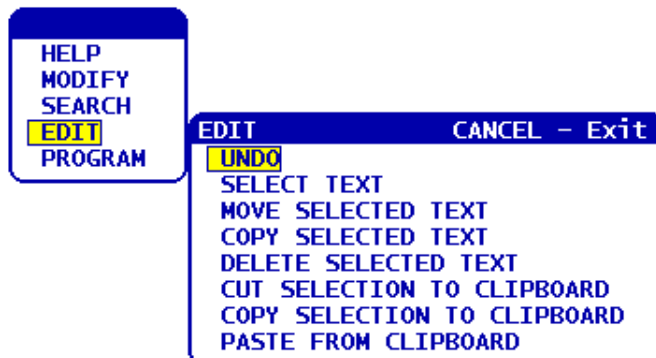 HELP
MODIFY
SEARCH
EDIT
PROGRAM
EDIT CANCEL - Exit
UNDO
SELECT TEXT
MOVE SELECTED TEXT
COPY SELECTED TEXT
DELETE SELECTED TEXT
CUT SELECTION TO CLIPBOARD
COPY SELECTION TO CLIPBOARD
PASTE FROM CLIPBOARD